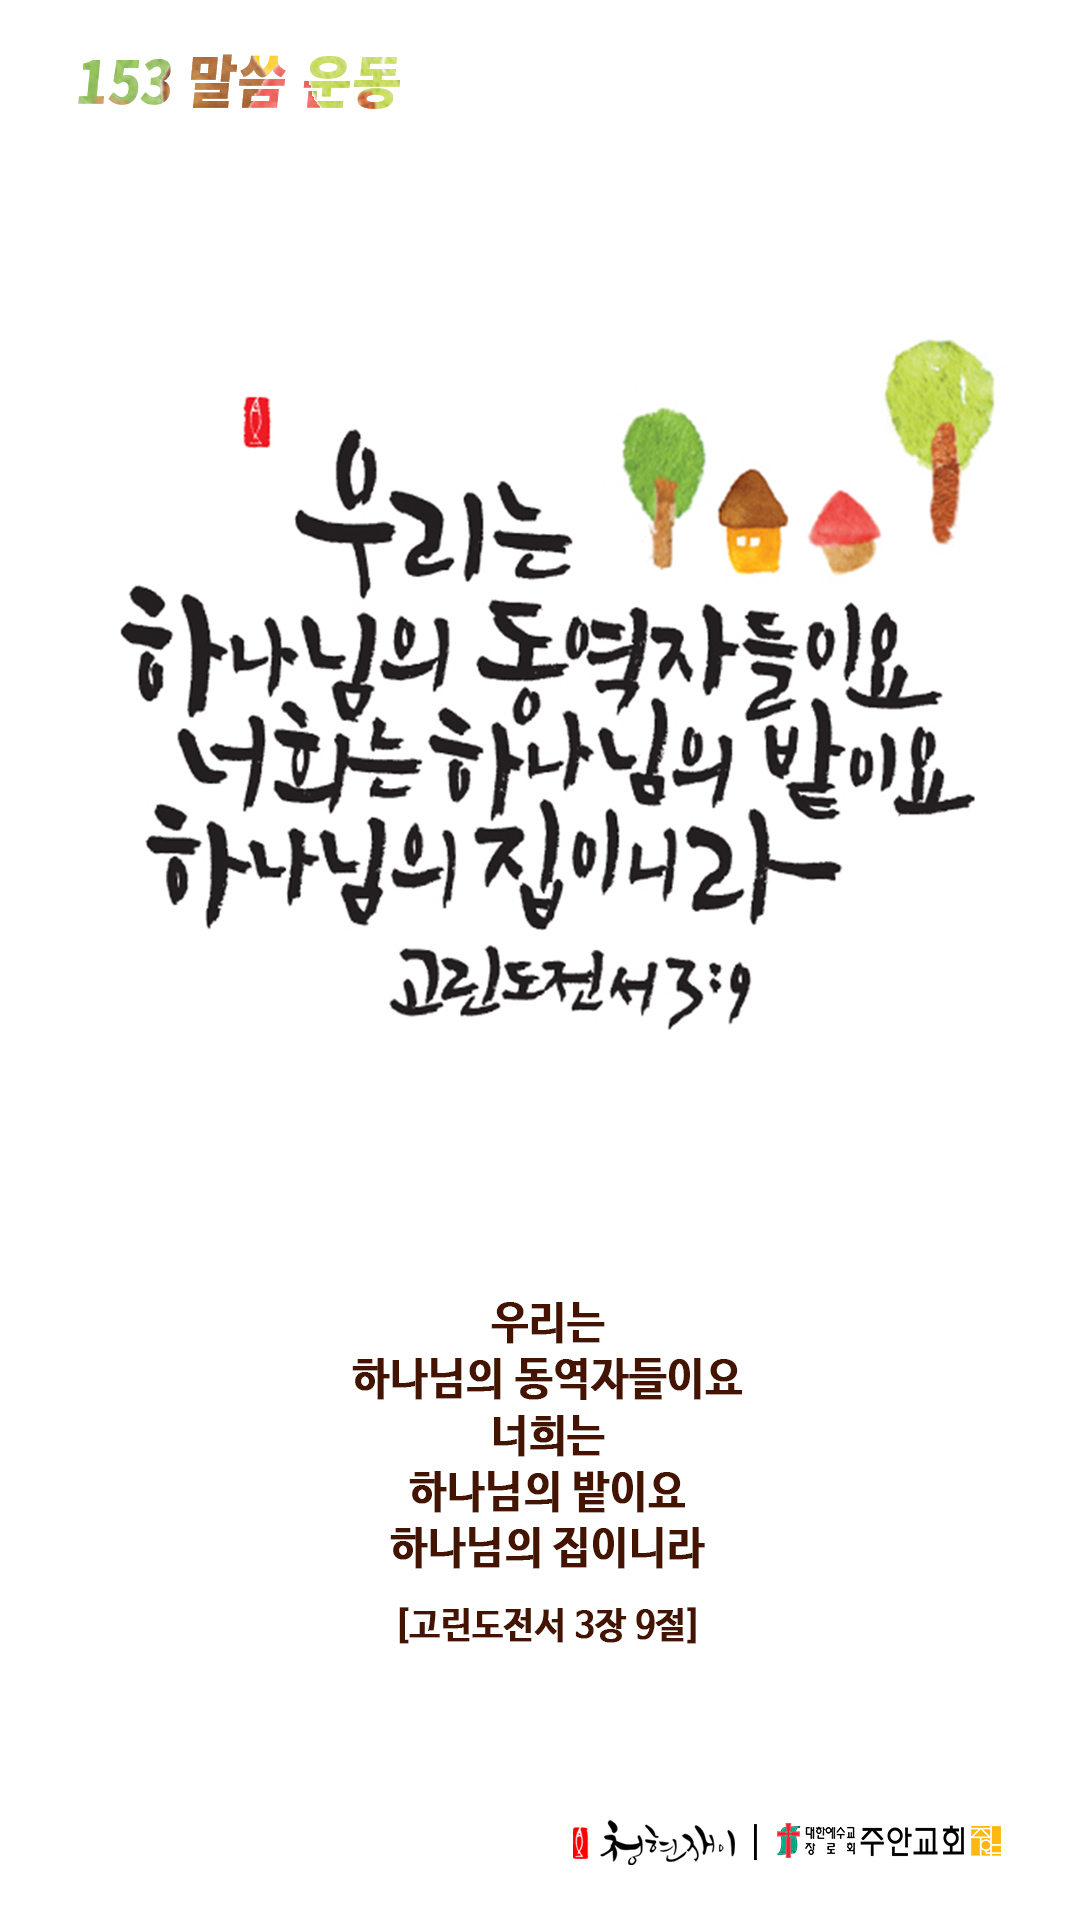 153 말씀 운동
우리는
하나님의 동역자들이요
너희는 하나님의 밭이요
하나님의 집이니라
고린도전서 3:9
우리는
하나님의 동역자들이요
너희는
하나님의 밭이요
하나님의 집이니라
[고린도전서 3장 9절]
청현재이 | 대한예수교 장로회 주안교회 주안